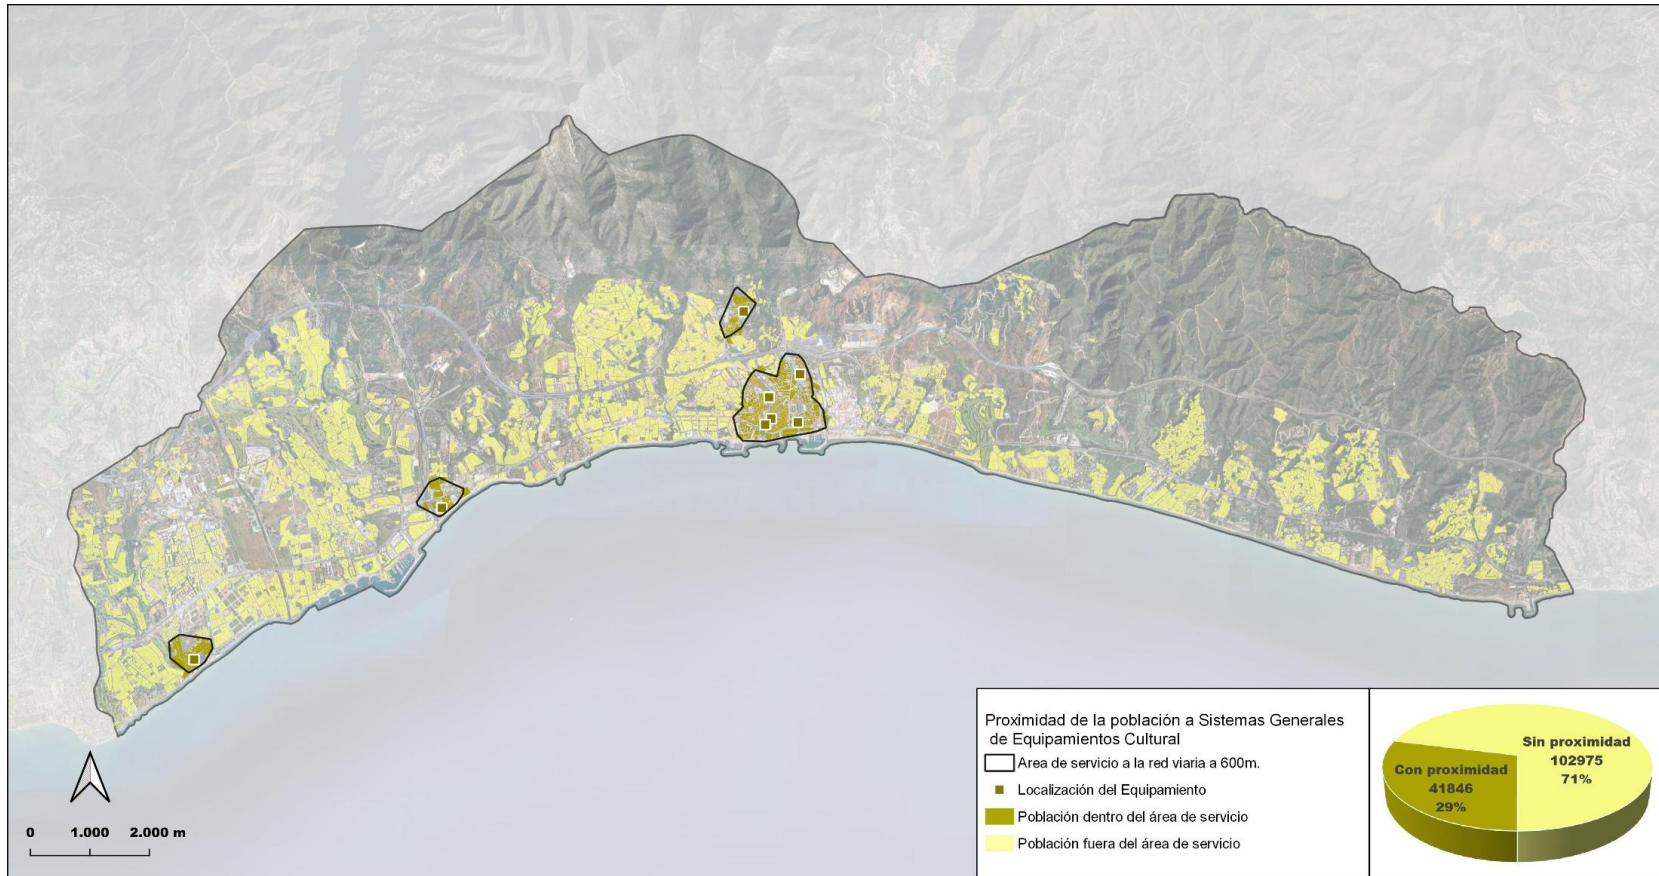 Proximidad de la población a Sistemas Generales
de Equipamientos Cultural
Area de servicio a la red viaria a 600m.
Localización del Equipamiento
Población dentro del área de servicio
Población fuera del área de servicio
Sin proximidad
102975
71%
Con proximidad
41846
29%
0 1.000 2.000 m